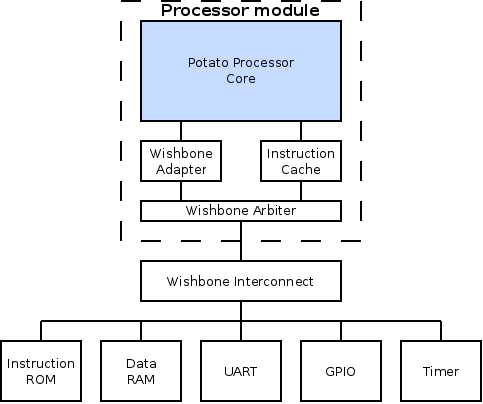 Processor module
Potato Processor
Core
Wishbone
Adapter
Instruction
Cache
Wishbone Arbiter
Wishbone Interconnect
Instruction
ROM
Data
RAM
UART
GPIO
Timer